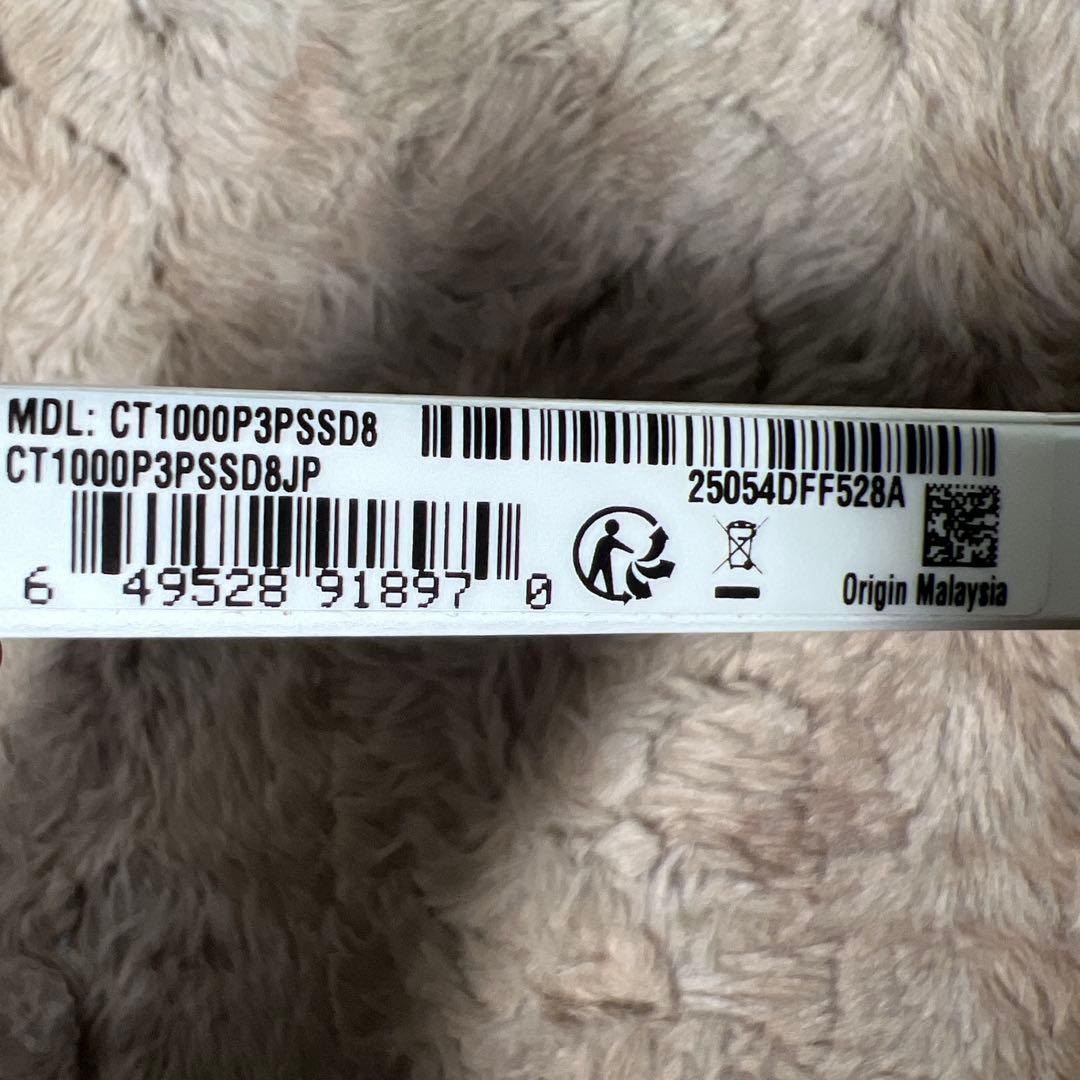 MDL: CT1000P3PSSD8
CT1000P3PSSD8JP
25054DFF528A
6 49528 91897 0
Origin Malaysia